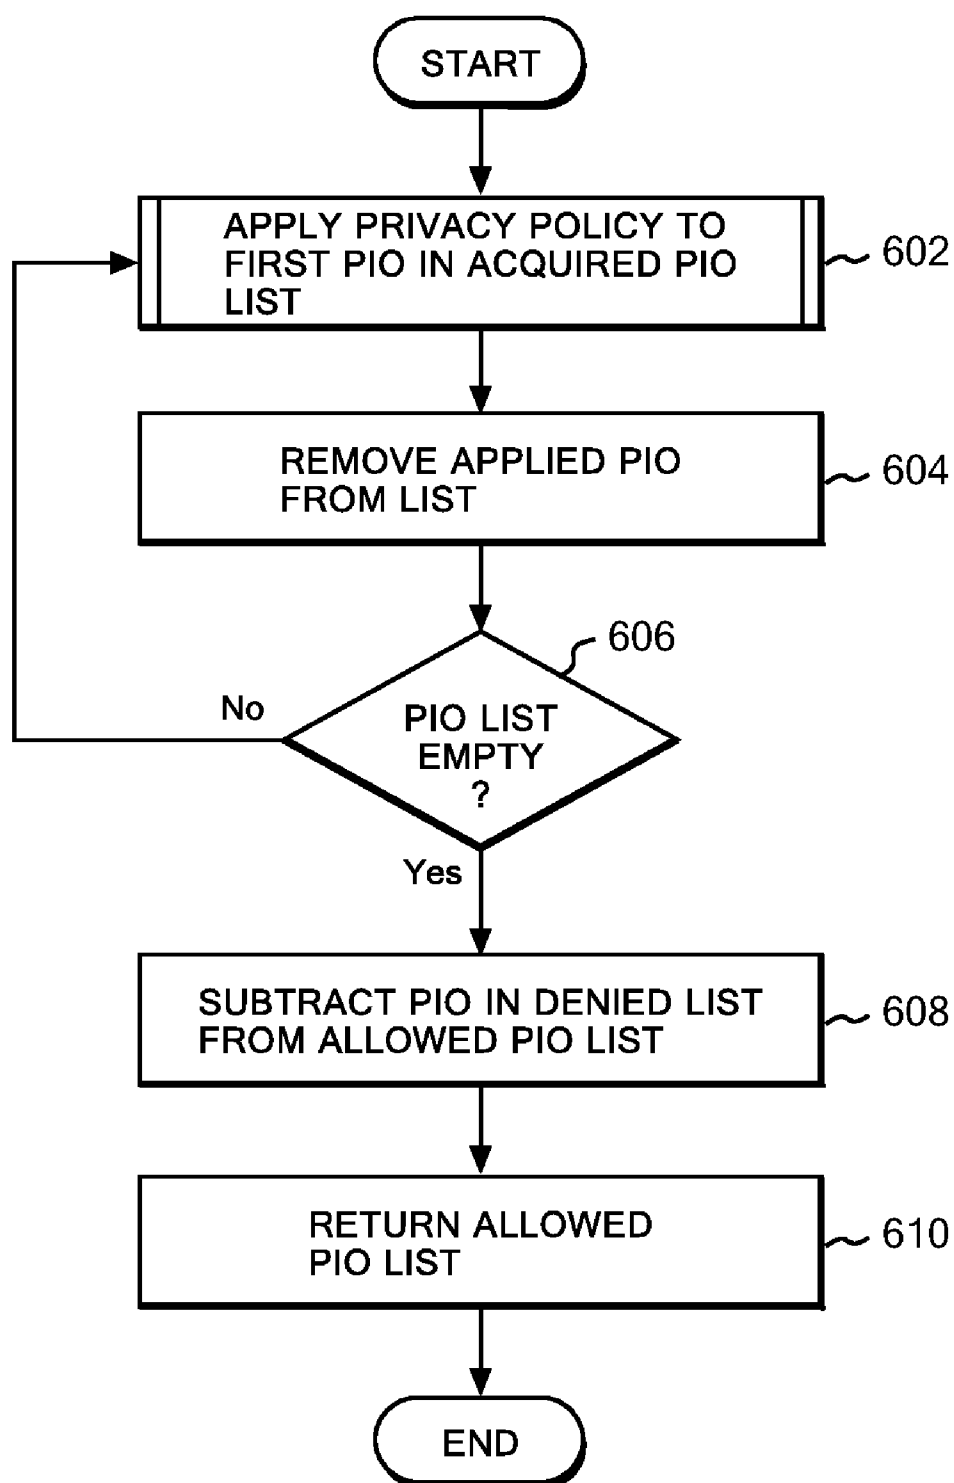 START
APPLY PRIVACY POLICY TO
FIRST PIO IN ACQUIRED PIO
LIST
602
REMOVE APPLIED PIO
FROM LIST
604
606
No
PIO LIST
EMPTY
?
Yes
SUBTRACT PIO IN DENIED LIST
FROM ALLOWED PIO LIST
608
RETURN ALLOWED
PIO LIST
610
END